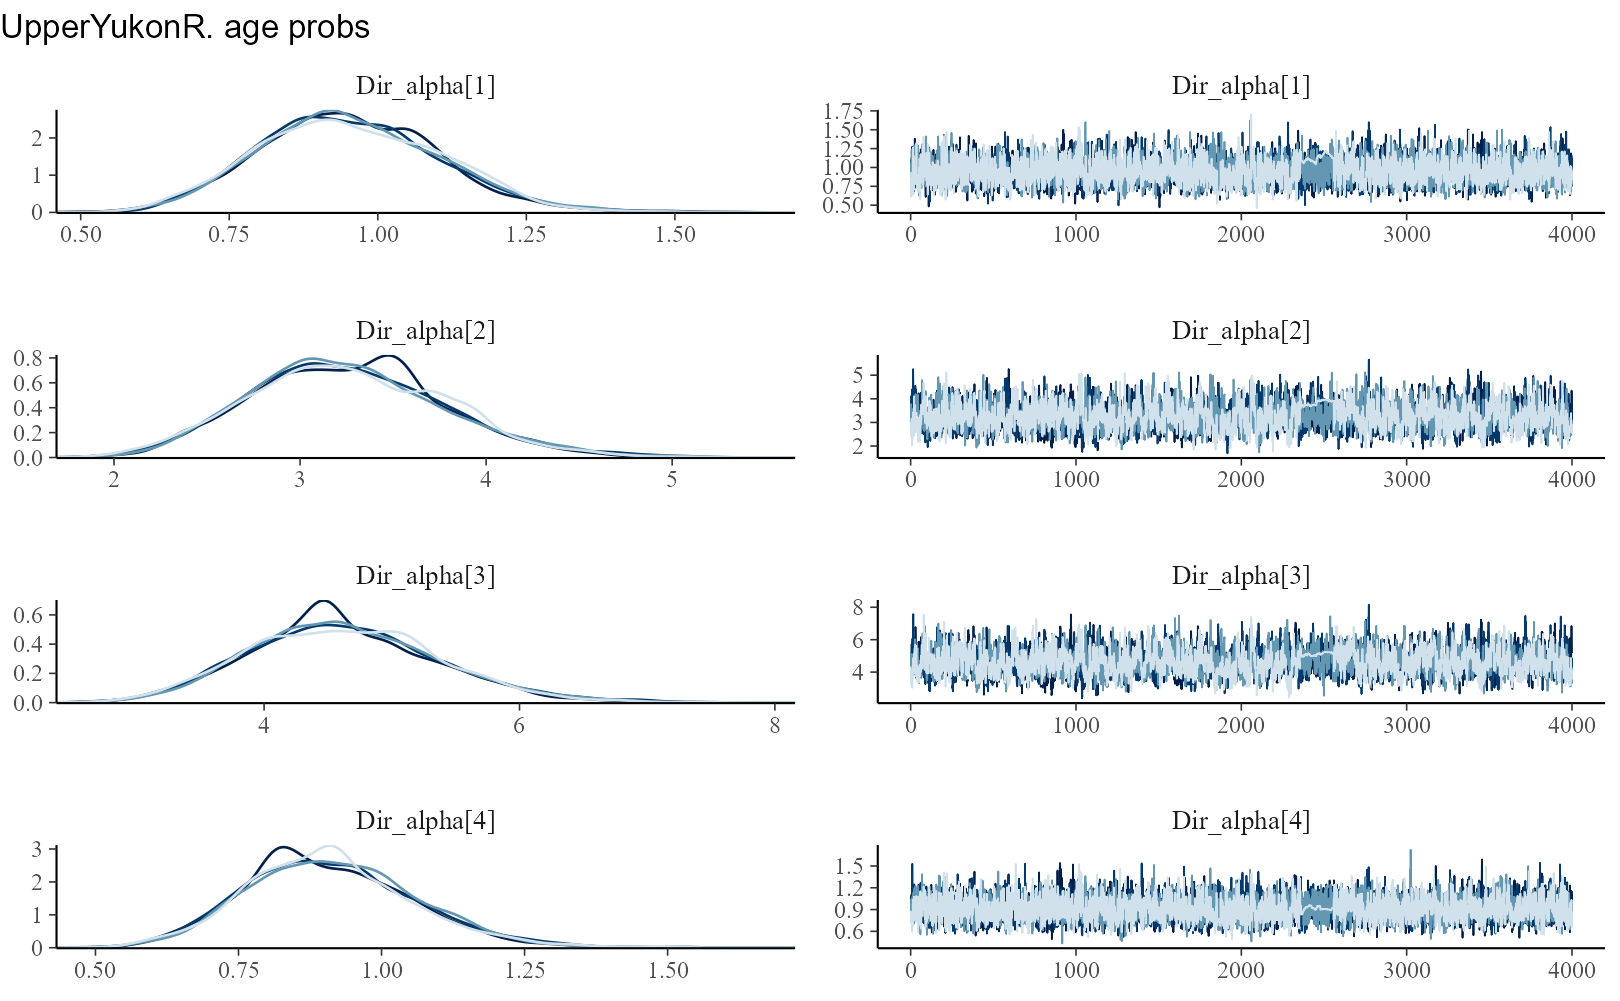 UpperYukonR. age probs
Dir_alpha[1]
2
1
0
0.50 0.75 1.00 1.25 1.50
Dir_alpha[1]
1.75
1.50
1.25
1.00
0.75
0.50
0 1000 2000 3000 4000
Dir_alpha[2]
0.8
0.6
0.4
0.2
0.0
2 3 4 5
Dir_alpha[2]
5
4
3
2
0 1000 2000 3000 4000
Dir_alpha[3]
0.6
0.4
0.2
0.0
4 6 8
Dir_alpha[3]
8
6
4
0 1000 2000 3000 4000
Dir_alpha[4]
3
2
1
0
0.50 0.75 1.00 1.25 1.50
Dir_alpha[4]
1.5
1.2
0.9
0.6
0 1000 2000 3000 4000